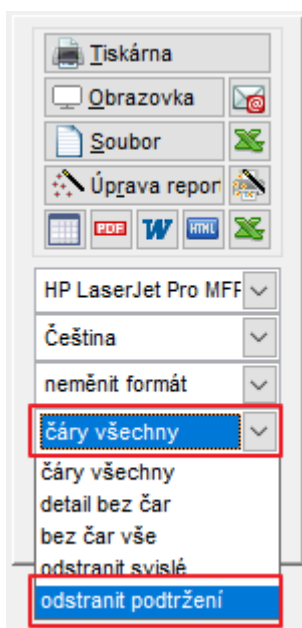 Tiskárna
Obrazovka
Soubor
Úprava repor
PDF W HTML
HP LaserJet Pro MFF
Čeština
neměnit formát
čáry všechny
čáry všechny
detail bez čar
bez čar vše
odstranit svislé
odstranit podtržení